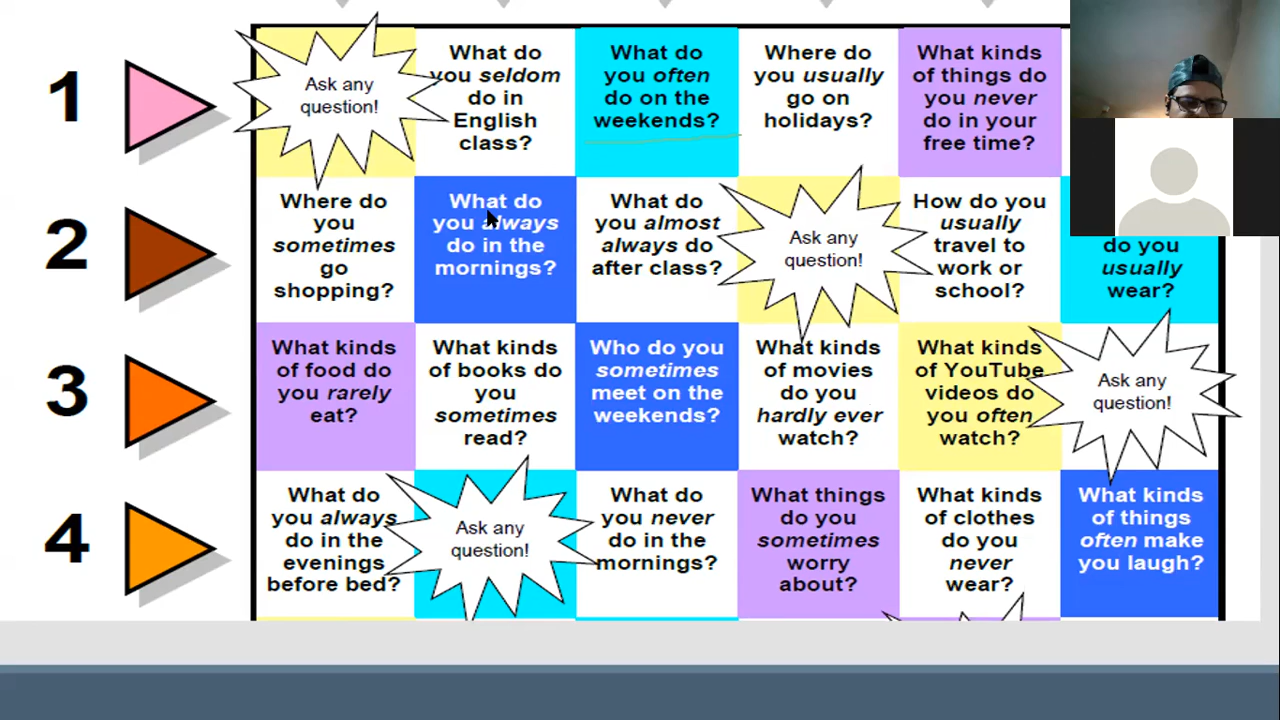 1
Ask any
question!
What do
you seldom
do in
English
class?
What do
you often
do on the
weekends?
Where do
you usually
go on
holidays?
What kinds
of things do
you never
do in your
free time?
2
Where do
you
sometimes
go
shopping?
What do
you always
do in the
mornings?
What do
you almost
always do
after class?
Ask any
question!
How do you
usually
travel to
work or
school?
do you
usually
wear?
3
What kinds
of food do
you rarely
eat?
What kinds
of books do
you
sometimes
read?
Who do you
sometimes
meet on the
weekends?
What kinds
of movies
do you
hardly ever
watch?
What kinds
of YouTube
videos do
you often
watch?
Ask any
question!
4
What do
you always
do in the
evenings
before bed?
Ask any
question!
What do
you never
do in the
mornings?
What things
do you
sometimes
worry
about?
What kinds
of clothes
do you
never
wear?
What kinds
of things
often make
you laugh?